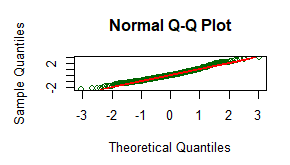 Normal Q-Q Plot
Sample Quantiles
2
-2
-3 -2 -1 0 1 2 3
Theoretical Quantiles